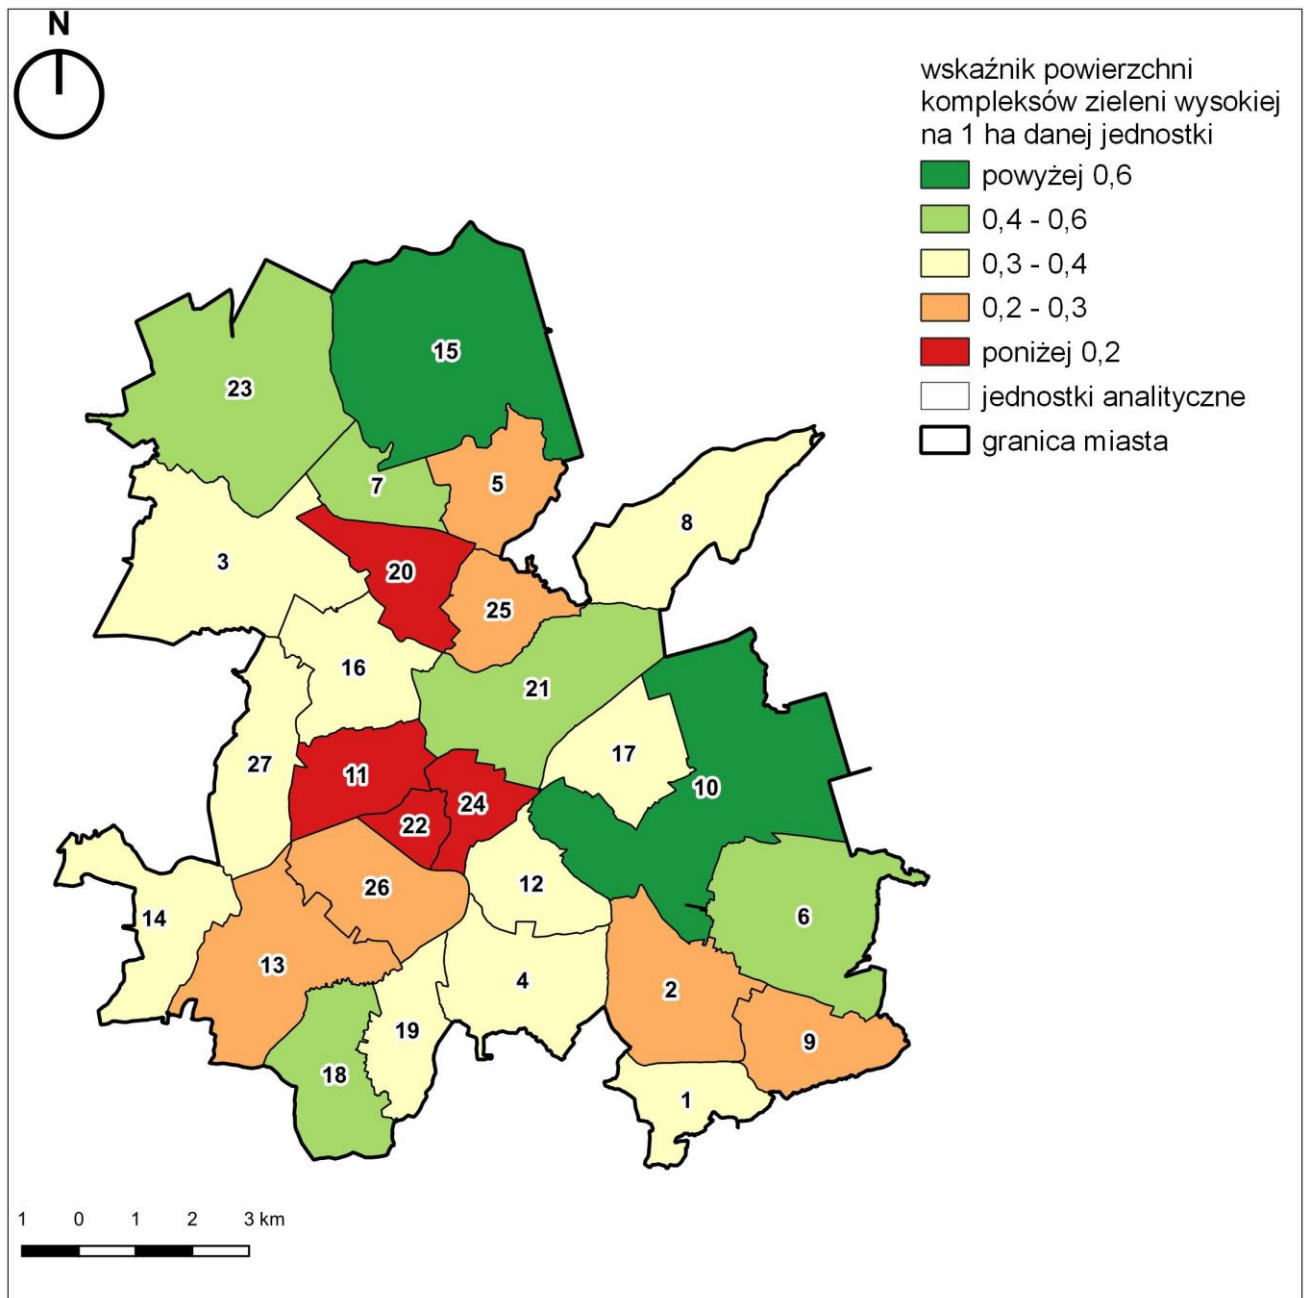 N
wskaźnik powierzchni
kompleksów zieleni wysokiej
na 1 ha danej jednostki
powyżej 0,6
0,4 - 0,6
0,3 - 0,4
0,2 - 0,3
poniżej 0,2
jednostki analityczne
granica miasta
15
23
7
5
8
3
20
25
16
21
27
11
17
10
24
22
12
26
14
6
13
4
2
19
9
18
1
1 0 1 2 3 km